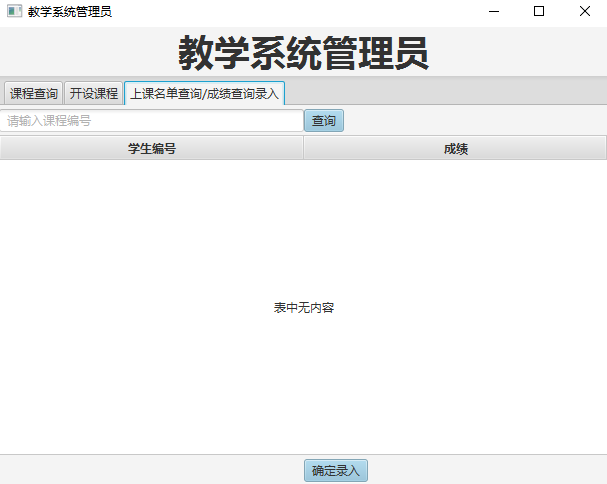 教学系统管理员
教学系统管理员
课程查询 开设课程 上课名单查询/成绩查询录入
请输入课程编号 查询
学生编号 成绩
表中无内容
确定录入